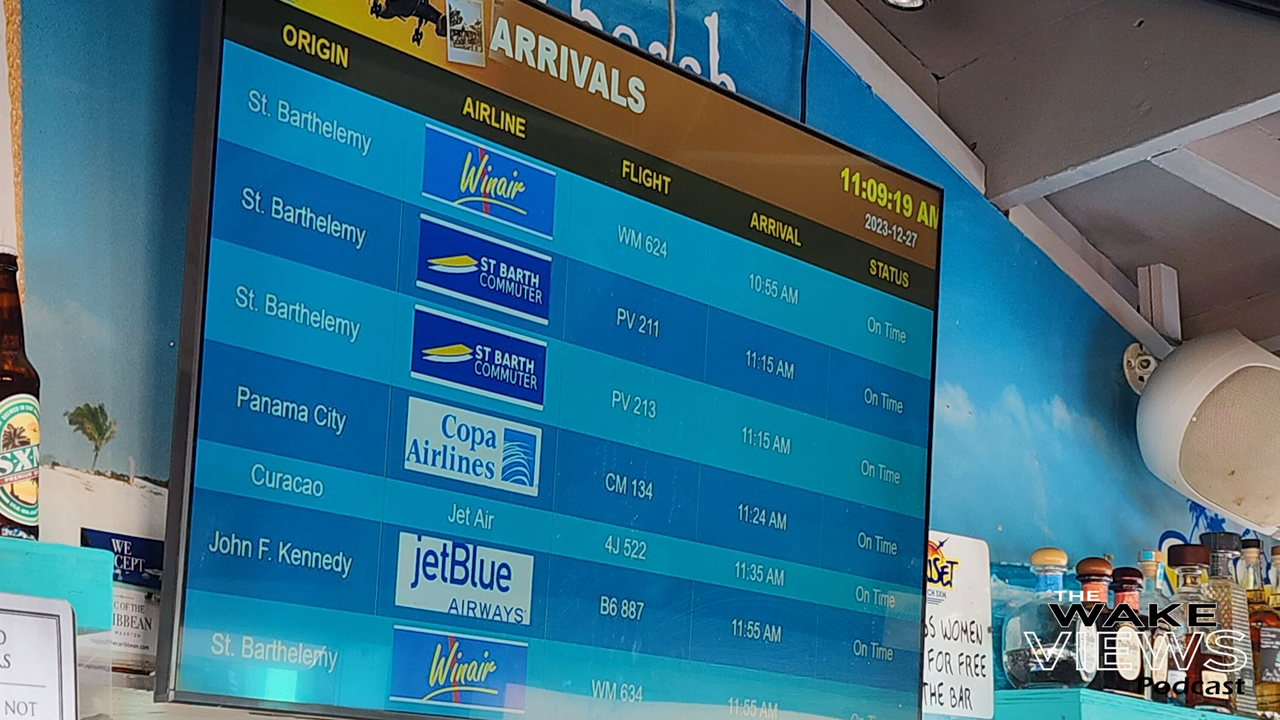 beach
ARRIVALS
11:09:19 AM
2023-12-27
ORIGIN AIRLINE FLIGHT ARRIVAL STATUS
St. Barthelemy Winair WM 624 10:55 AM On Time
St. Barthelemy ST BARTH COMMUTER PV 211 11:15 AM On Time
St. Barthelemy ST BARTH COMMUTER PV 213 11:15 AM On Time
Panama City Copa Airlines CM 134 11:24 AM On Time
Curacao Jet Air 4J 522 11:35 AM On Time
John F. Kennedy jetBlue AIRWAYS B6 887 11:55 AM On Time
St. Barthelemy Winair WM 634 11:55 AM On Time
WE
OF THE
NOT
WOMEN
FOR FREE
THE BAR
THE
WAKE
VIEWS
Podcast